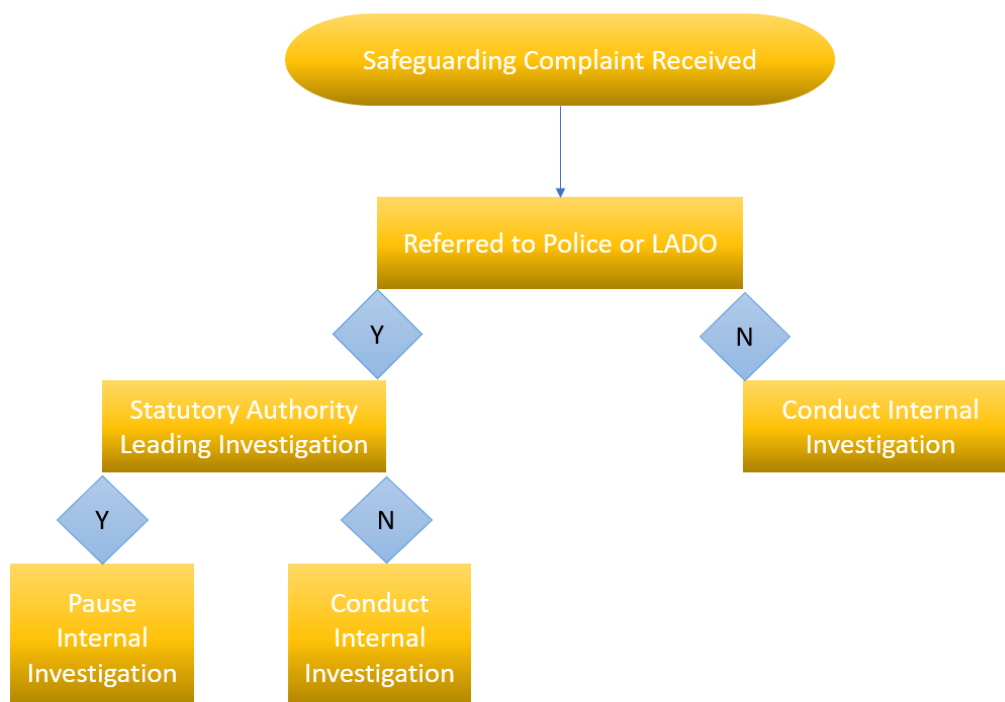 Safeguarding Complaint Received
Referred to Police or LADO
Y
N
Statutory Authority
Leading Investigation
Conduct Internal
Investigation
Y
N
Pause
Internal
Investigation
Conduct
Internal
Investigation